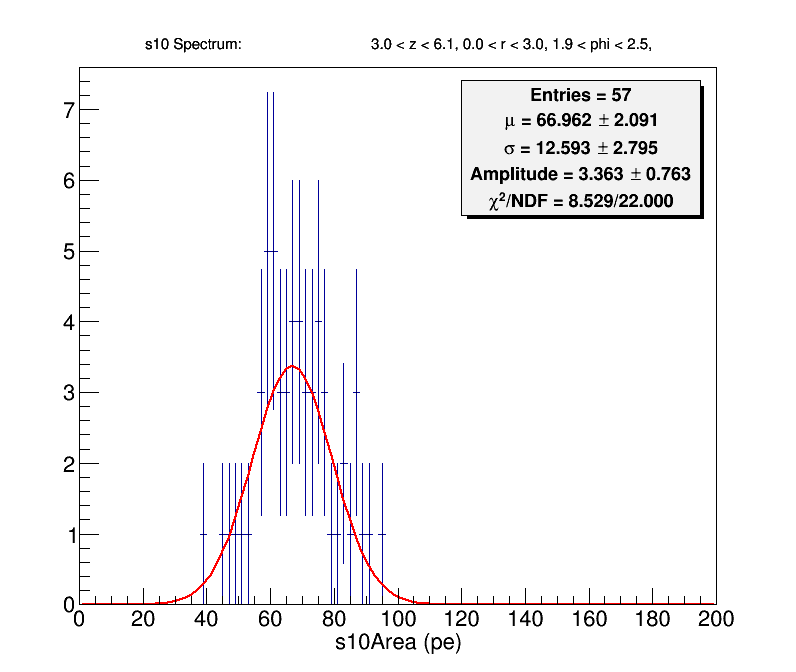 s10 Spectrum: 3.0 < z < 6.1, 0.0 < r < 3.0, 1.9 < phi < 2.5,
Entries = 57
μ = 66.962 ± 2.091
σ = 12.593 ± 2.795
Amplitude = 3.363 ± 0.763
χ²/NDF = 8.529/22.000
7
6
5
4
3
2
1
0
0 20 40 60 80 100 120 140 160 180 200
s10Area (pe)